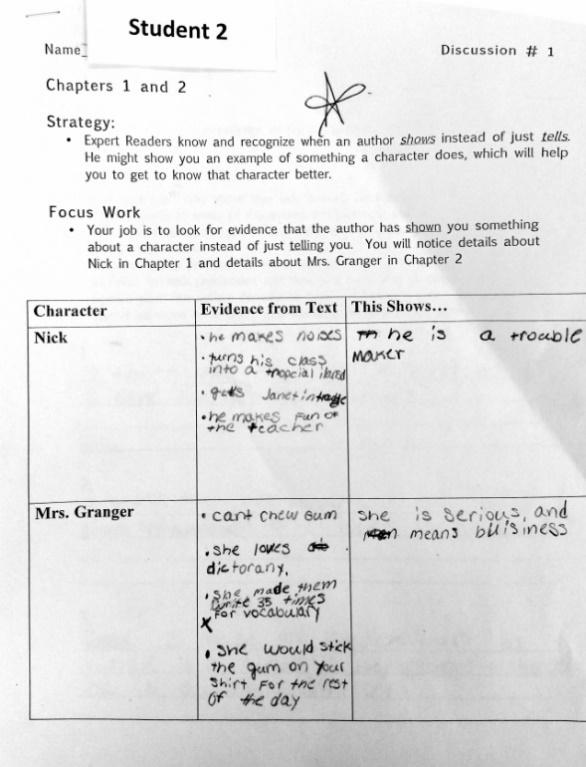 Student 2
Name
Discussion # 1
Chapters 1 and 2
Strategy:
• Expert Readers know and recognize when an author shows instead of just tells.
He might show you an example of something a character does, which will help
you to get to know that character better.
Focus Work
• Your job is to look for evidence that the author has shown you something
about a character instead of just telling you. You will notice details about
Nick in Chapter 1 and details about Mrs. Granger in Chapter 2
Character
Evidence from Text
This Shows...
Nick
• he makes noises
• turns his class
into a tropocial iland
• gets Janet in
• he makes fun of
the teacher
he is a trouble
maker
Mrs. Granger
• cant chew gum
• she loves
dictorany,
• she made them
write 35 times
for vocabulary
• she would stick
the gum on your
shirt for the rest
of the day
she is serious, and
means buisiness